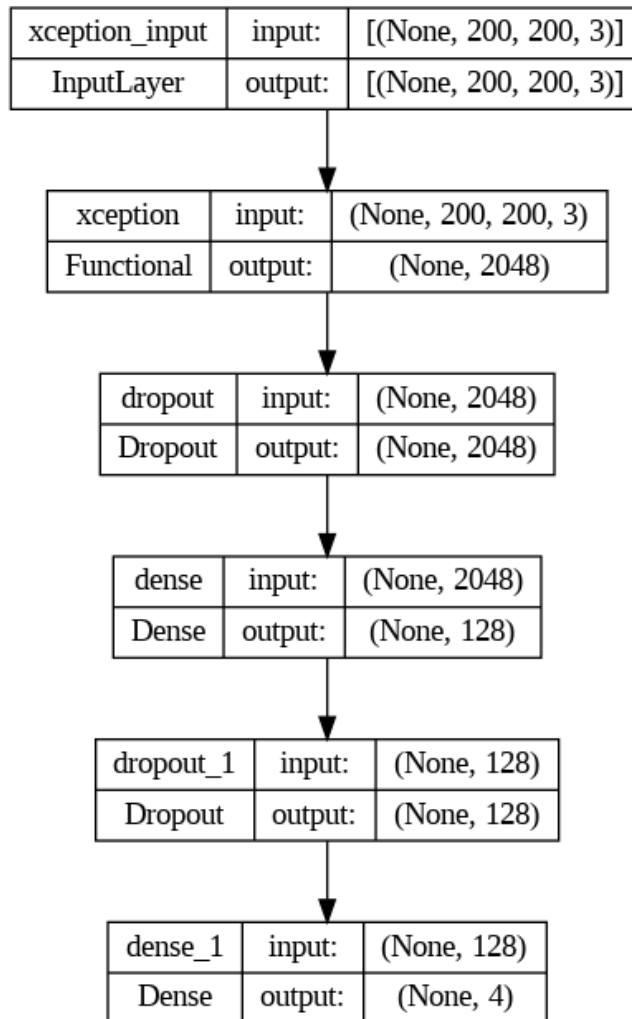 xception_input input: [(None, 200, 200, 3)]
InputLayer output: [(None, 200, 200, 3)]
xception input: (None, 200, 200, 3)
Functional output: (None, 2048)
dropout input: (None, 2048)
Dropout output: (None, 2048)
dense input: (None, 2048)
Dense output: (None, 128)
dropout_1 input: (None, 128)
Dropout output: (None, 128)
dense_1 input: (None, 128)
Dense output: (None, 4)